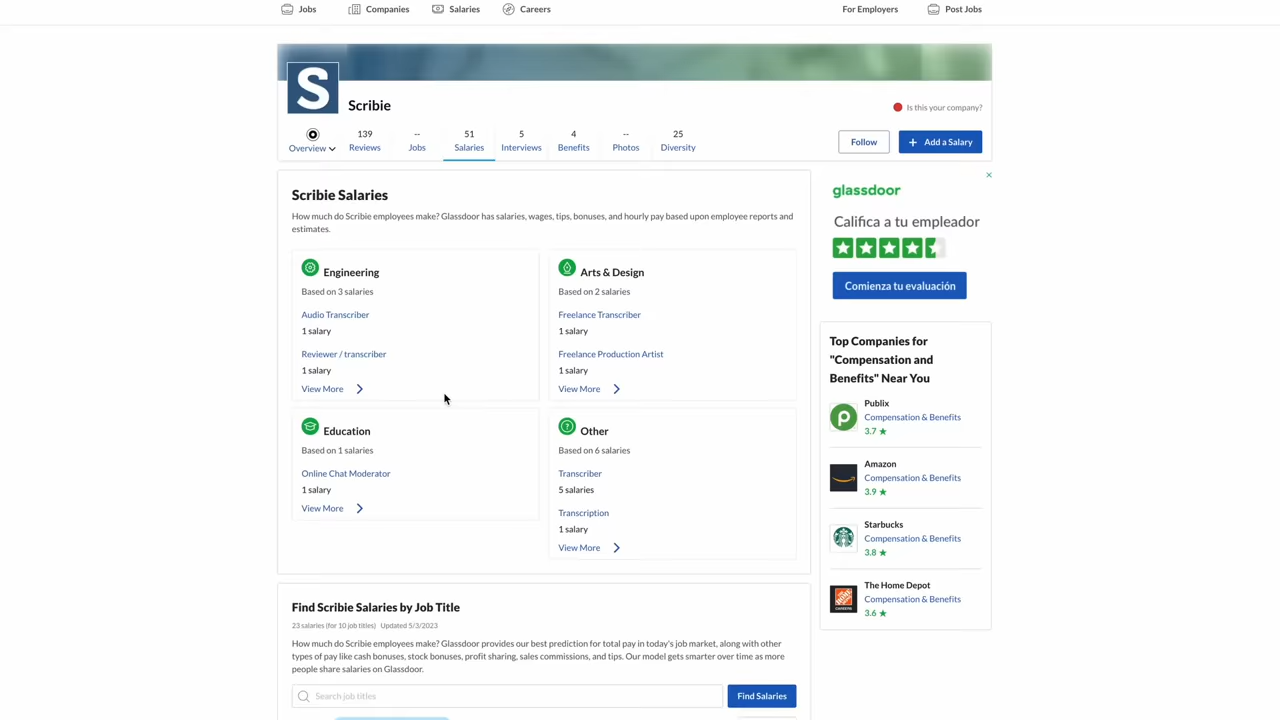 Jobs
Companies
Salaries
Careers
For Employers
Post Jobs
S
Scribie
Is this your company?
Overview
139
Reviews
--
Jobs
51
Salaries
5
Interviews
4
Benefits
--
Photos
25
Diversity
Follow
+ Add a Salary
Scribie Salaries
How much do Scribie employees make? Glassdoor has salaries, wages, tips, bonuses, and hourly pay based upon employee reports and
estimates.
Engineering
Based on 3 salaries
Audio Transcriber
1 salary
Reviewer / transcriber
1 salary
View More
Arts & Design
Based on 2 salaries
Freelance Transcriber
1 salary
Freelance Production Artist
1 salary
View More
Education
Based on 1 salaries
Online Chat Moderator
1 salary
View More
Other
Based on 6 salaries
Transcriber
5 salaries
Transcription
1 salary
View More
Find Scribie Salaries by Job Title
23 salaries (for 10 job titles) Updated 5/3/2023
How much do Scribie employees make? Glassdoor provides our best prediction for total pay in today's job market, along with other
types of pay like cash bonuses, stock bonuses, profit sharing, sales commissions, and tips. Our model gets smarter over time as more
people share salaries on Glassdoor.
Search job titles
Find Salaries
glassdoor
Califica a tu empleador
Comienza tu evaluación
Top Companies for
"Compensation and
Benefits" Near You
Publix
Compensation & Benefits
3.7 ★
Amazon
Compensation & Benefits
3.9 ★
Starbucks
Compensation & Benefits
3.8 ★
The Home Depot
Compensation & Benefits
3.6 ★